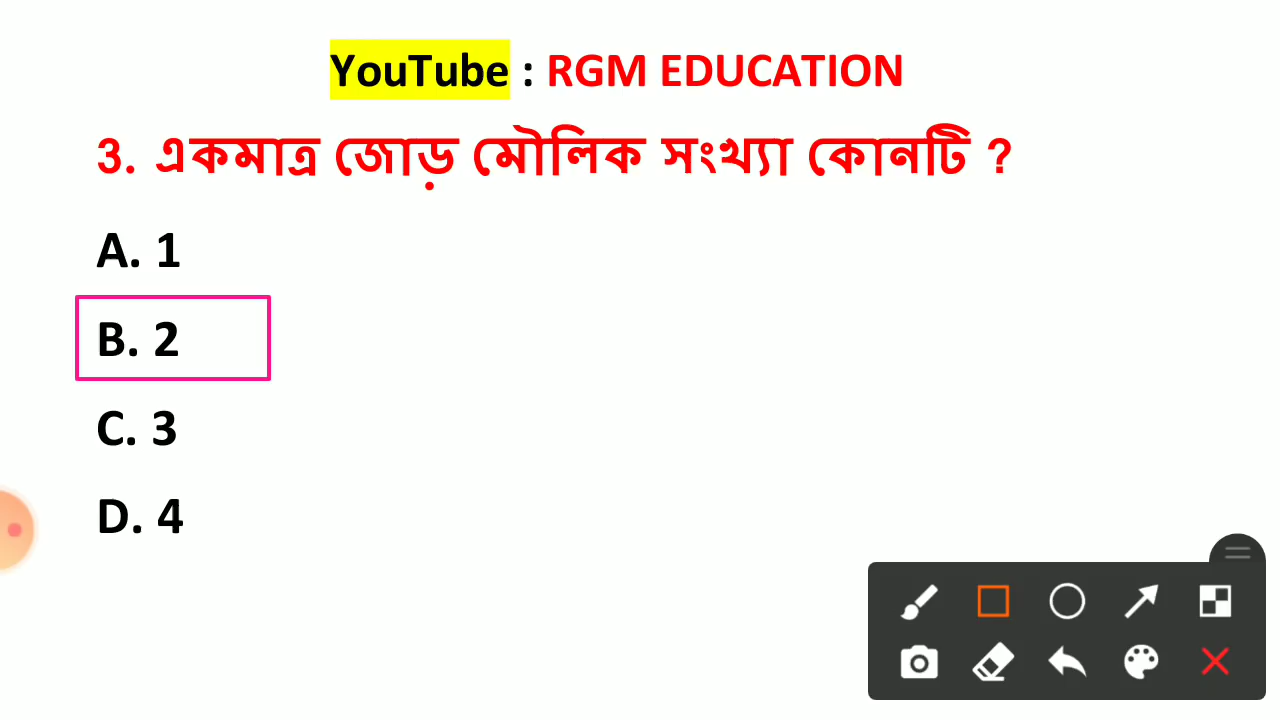 YouTube : RGM EDUCATION
3. একমাত্র জোড় মৌলিক সংখ্যা কোনটি ?
A. 1
B. 2
C. 3
D. 4